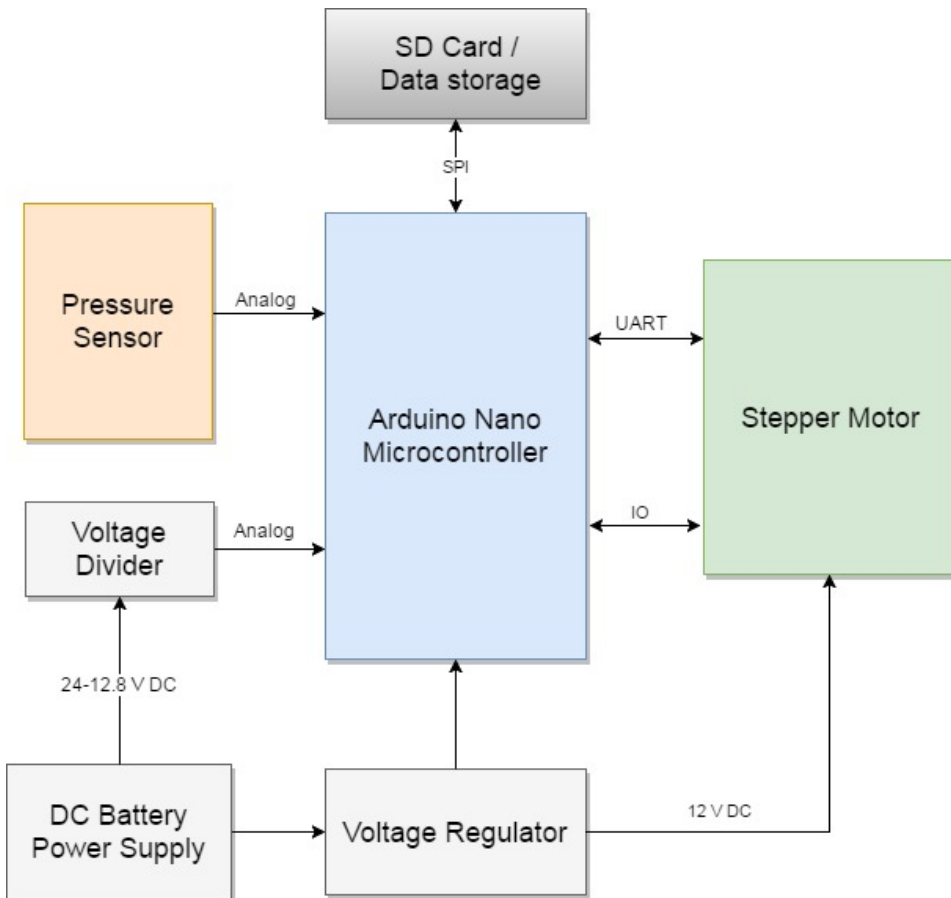 SD Card /
Data storage
SPI
Pressure
Sensor
Analog
UART
Arduino Nano
Microcontroller
Stepper Motor
Voltage
Divider
Analog
IO
24-12.8 V DC
DC Battery
Power Supply
Voltage Regulator
12 V DC